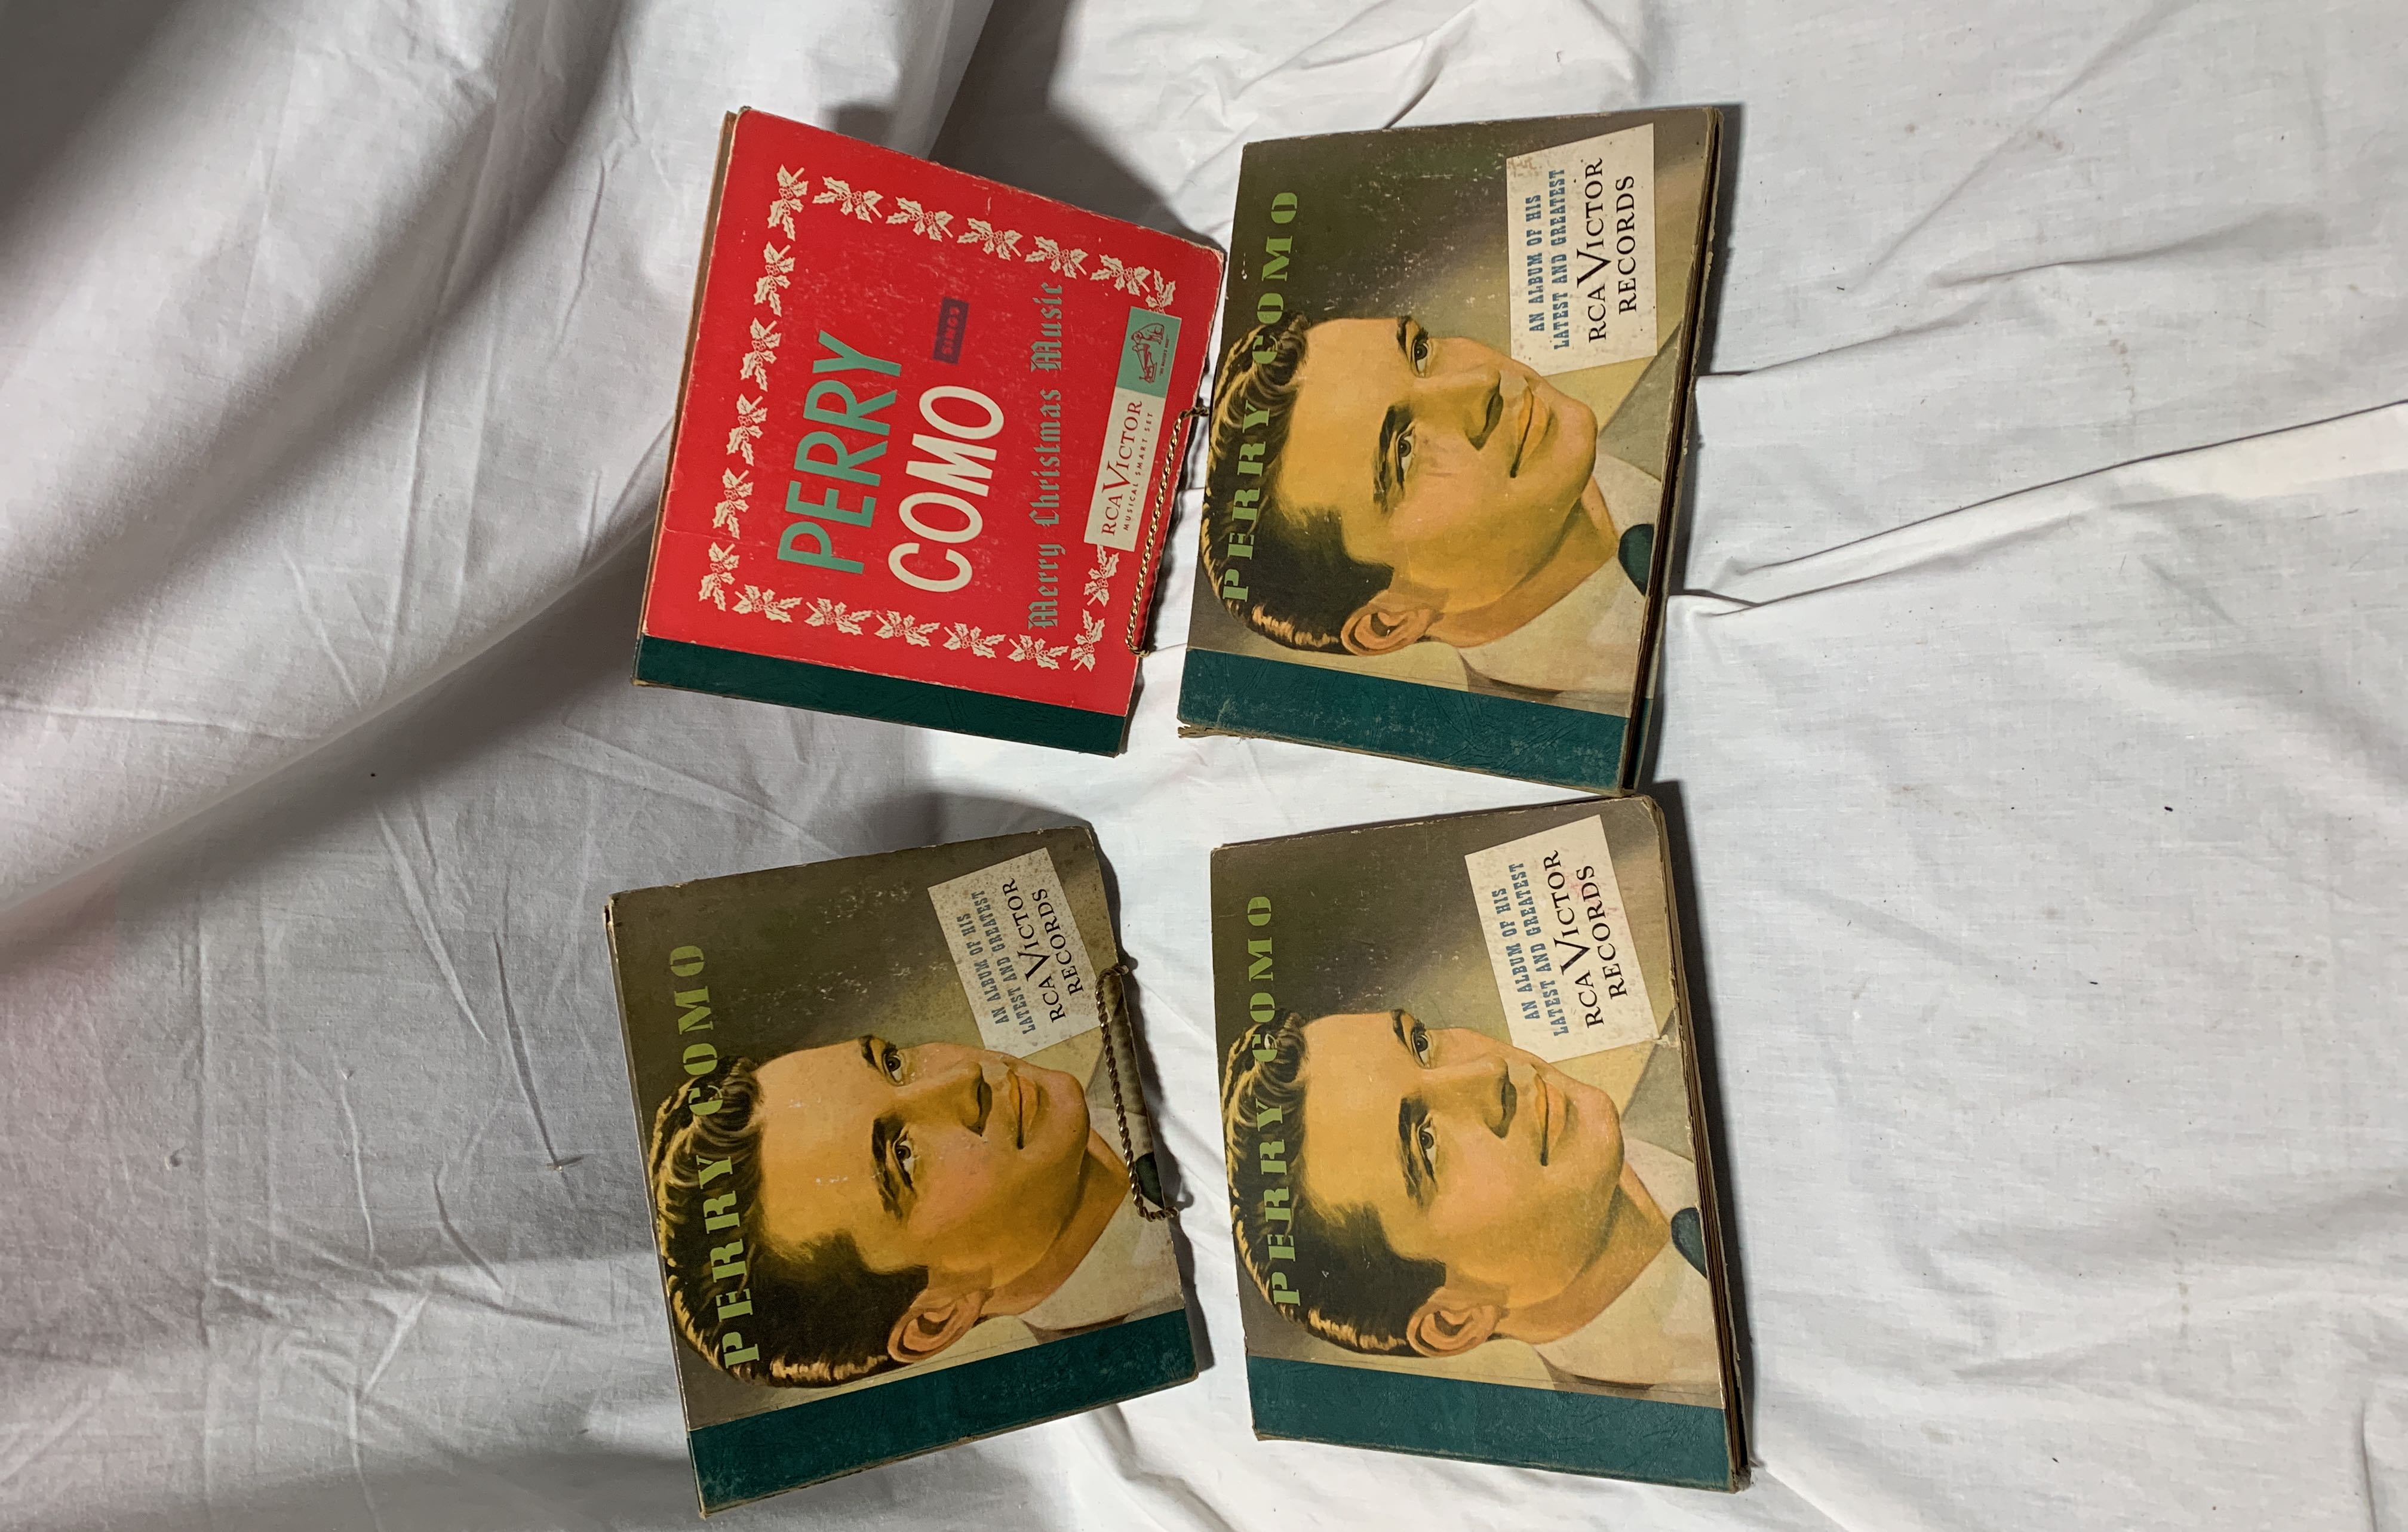 PERRY COMO
AN ALBUM OF HIS
LATEST AND GREATEST
RCA VICTOR
RECORDS
PERRY
COMO SINGS
Merry Christmas Music
RCA VICTOR
MUSICAL SMART SET
PERRY COMO
AN ALBUM OF HIS
LATEST AND GREATEST
RCA VICTOR
RECORDS
PERRY COMO
AN ALBUM OF HIS
LATEST AND GREATEST
RCA VICTOR
RECORDS